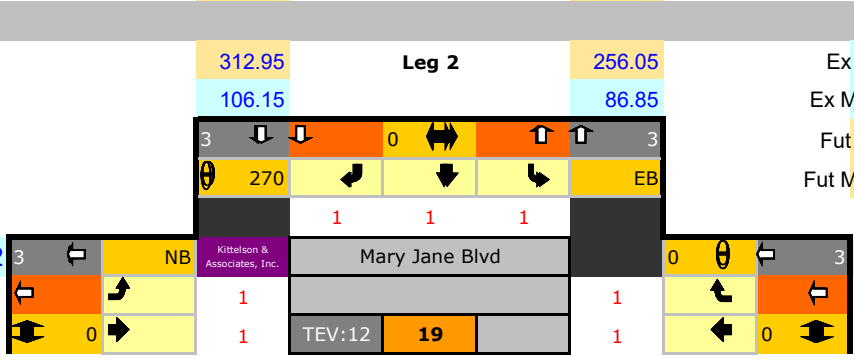 312.95 Leg 2 256.05 Ex
106.15 86.85 Ex M
3 0 3 Fut
270 EB Fut M
1 1 1
3 NB Kittelson & Associates, Inc. Mary Jane Blvd 0 3
1 1
0 1 TEV:12 19 1 0